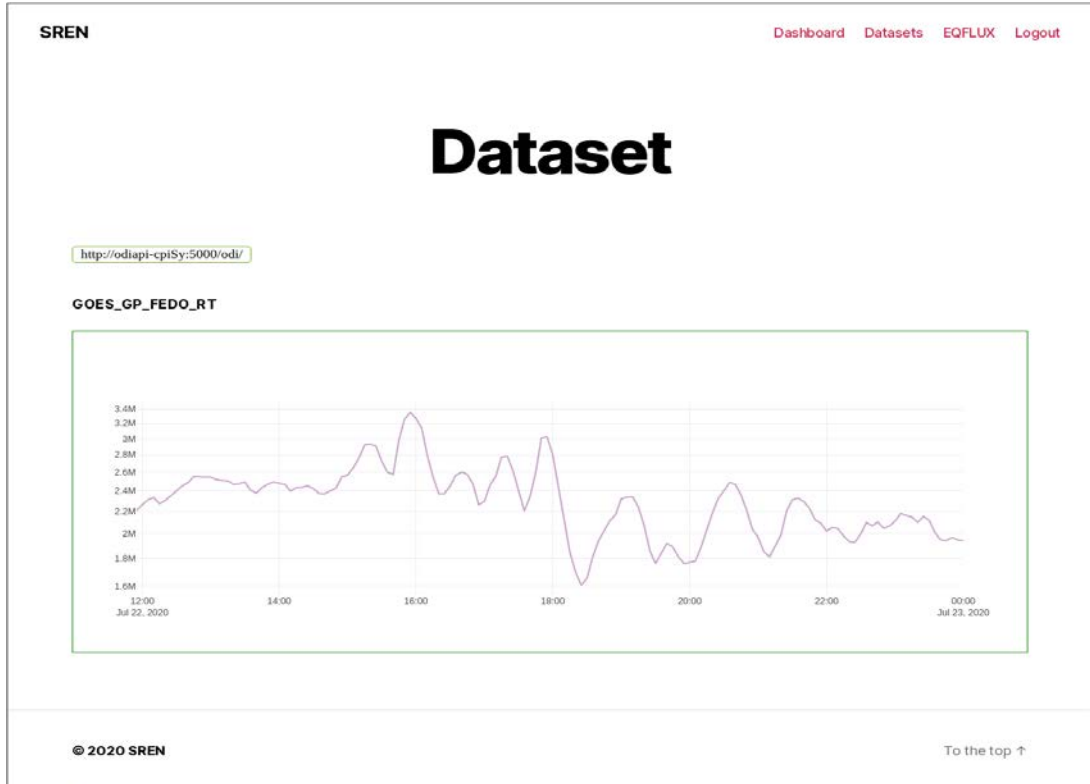 SREN Dashboard Datasets EQFLUX Logout
Dataset
http://odiapi-cpiSy:5000/odi/
GOES_GP_FEDO_RT
3.4M
3.2M
3M
2.8M
2.6M
2.4M
2.2M
2M
1.8M
1.6M
12:00 14:00 16:00 18:00 20:00 22:00 00:00
Jul 22, 2020 Jul 23, 2020
© 2020 SREN To the top ↑